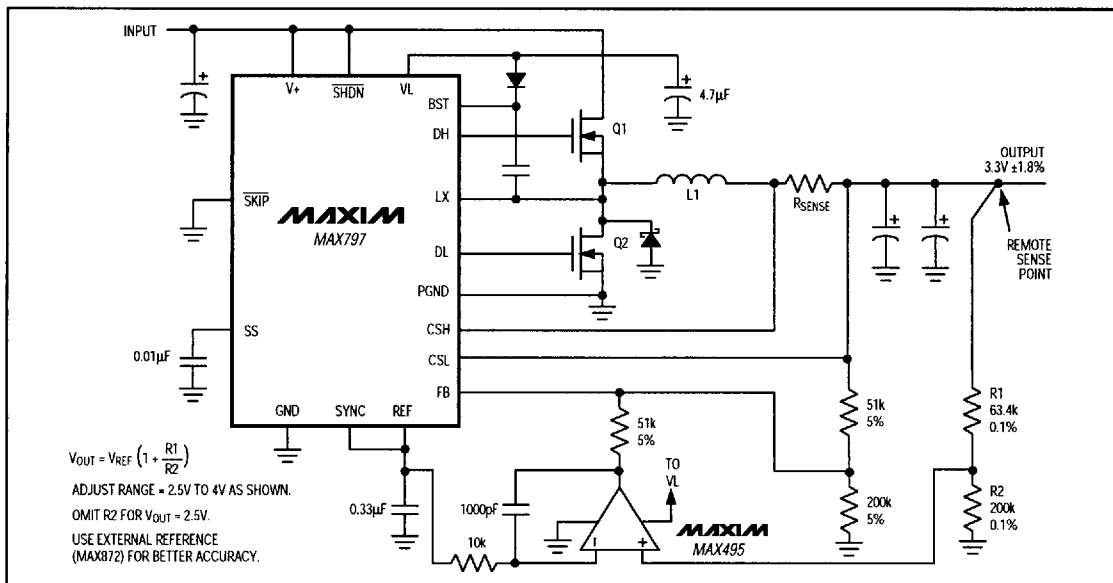 INPUT
V+
SHDN
VL
BST
DH
LX
DL
PGND
CSH
CSL
FB
SKIP
SS
GND
SYNC
REF
MAXIM
MAX797
4.7µF
Q1
L1
RSENSE
Q2
OUTPUT
3.3V ±1.8%
REMOTE
SENSE
POINT
0.01µF
51k
5%
51k
5%
R1
63.4k
0.1%
200k
5%
R2
200k
0.1%
TO
VL
0.33µF
1000pF
10k
I
+
MAXIM
MAX495
VOUT = VREF (1 + R1/R2)
ADJUST RANGE = 2.5V TO 4V AS SHOWN.
OMIT R2 FOR VOUT = 2.5V.
USE EXTERNAL REFERENCE
(MAX872) FOR BETTER ACCURACY.